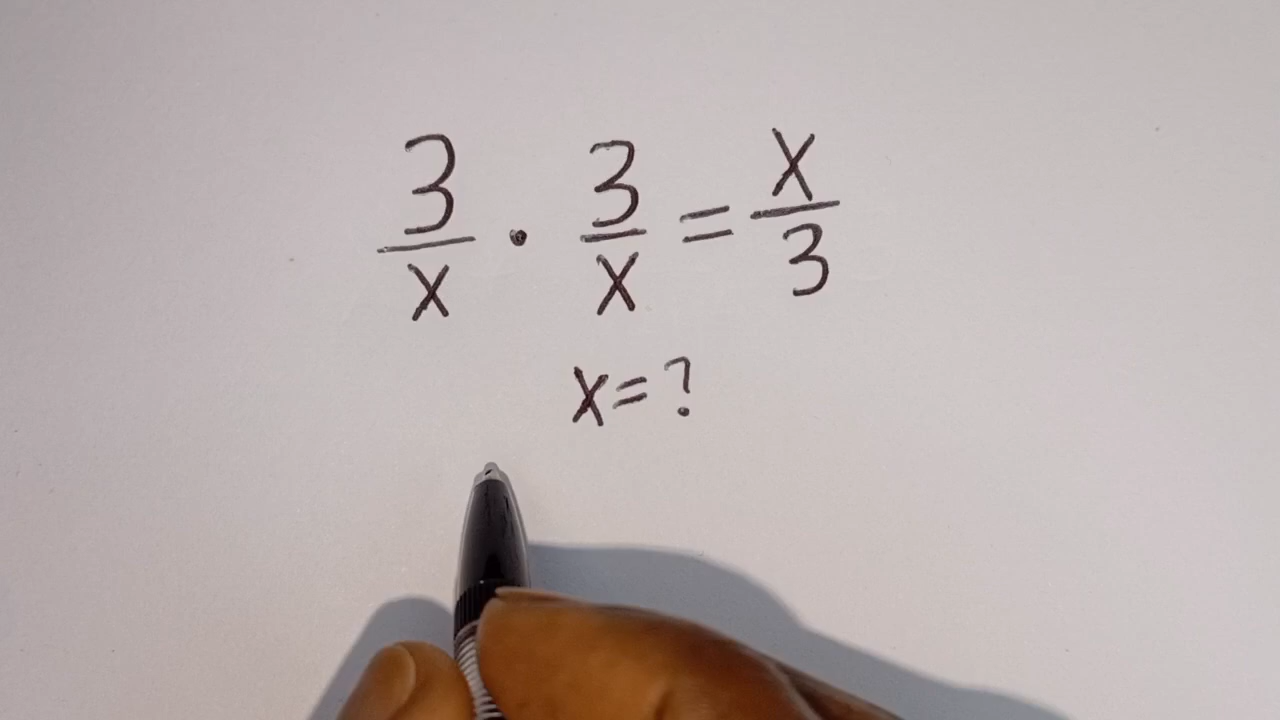 3/x · 3/x = x/3
x = ?